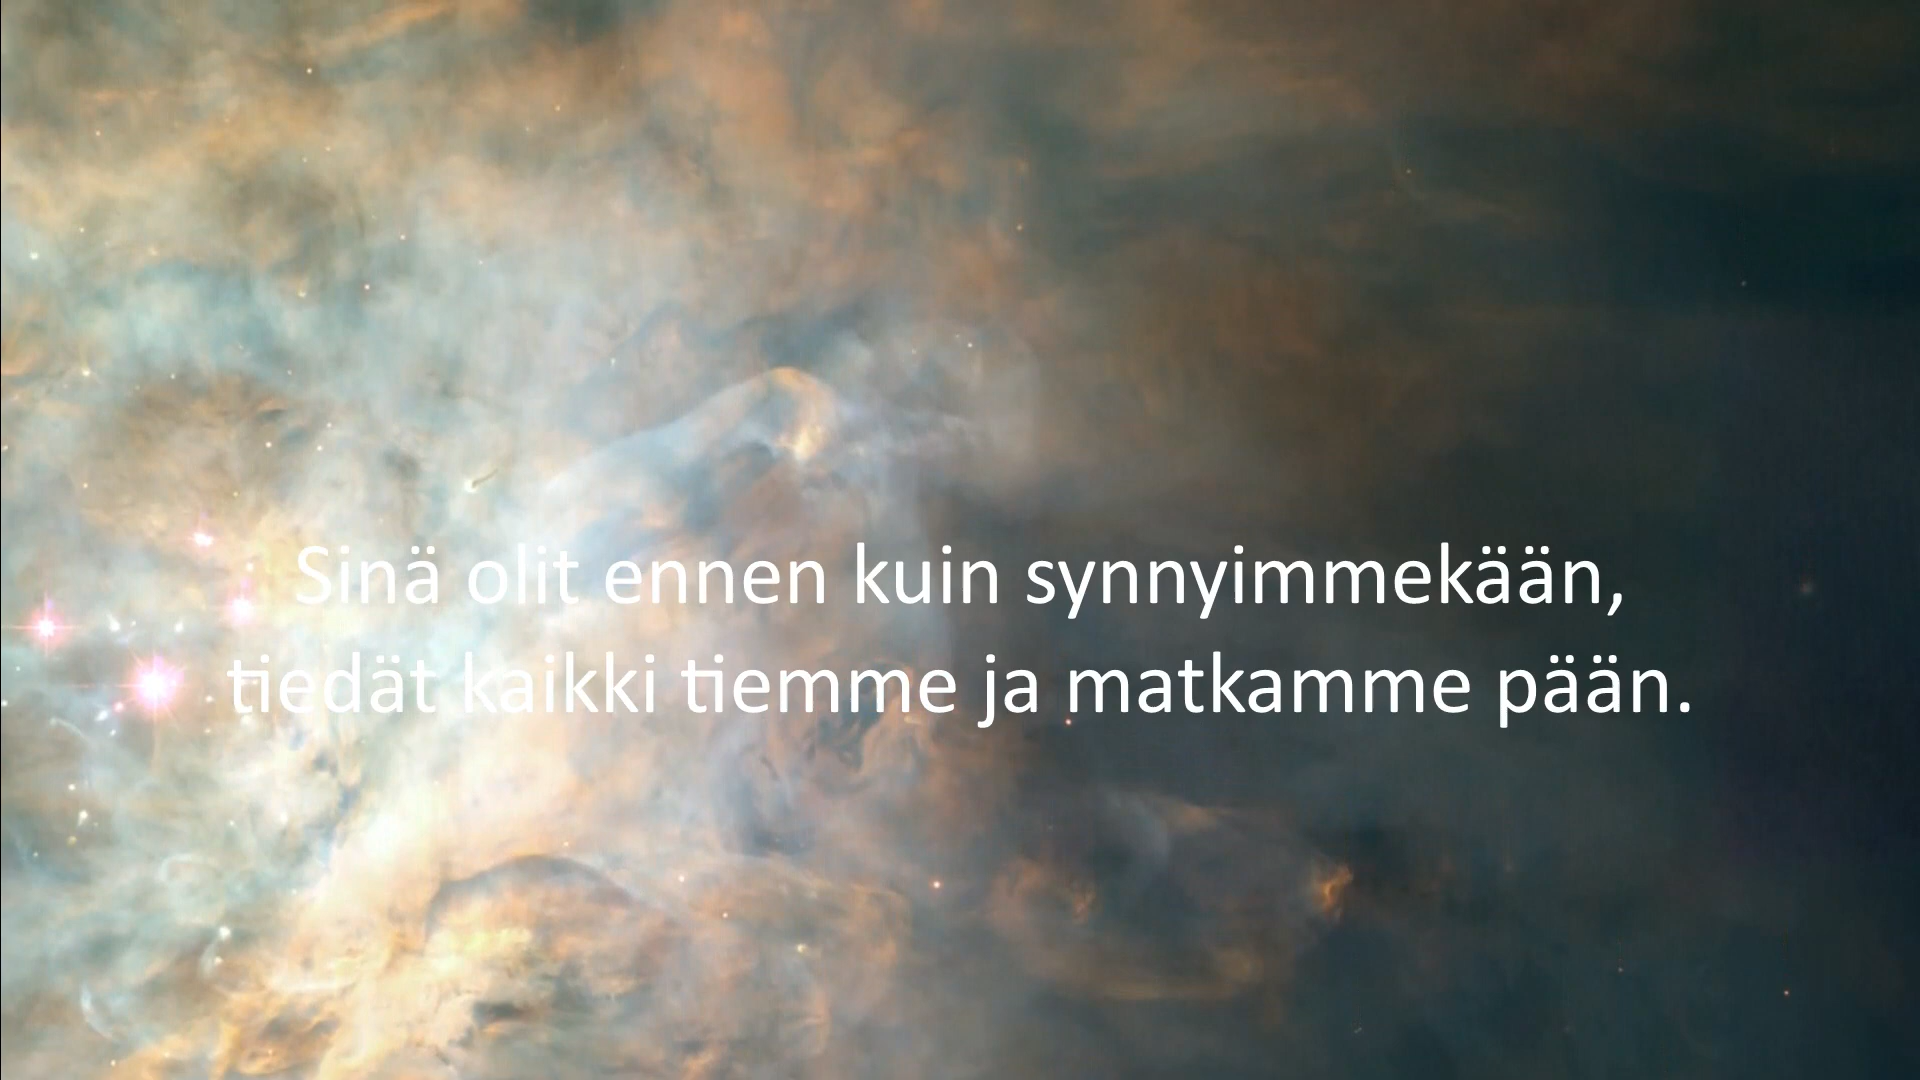 Sinä olit ennen kuin synnyimmekään,
tiedät kaikki tiemme ja matkamme pään.